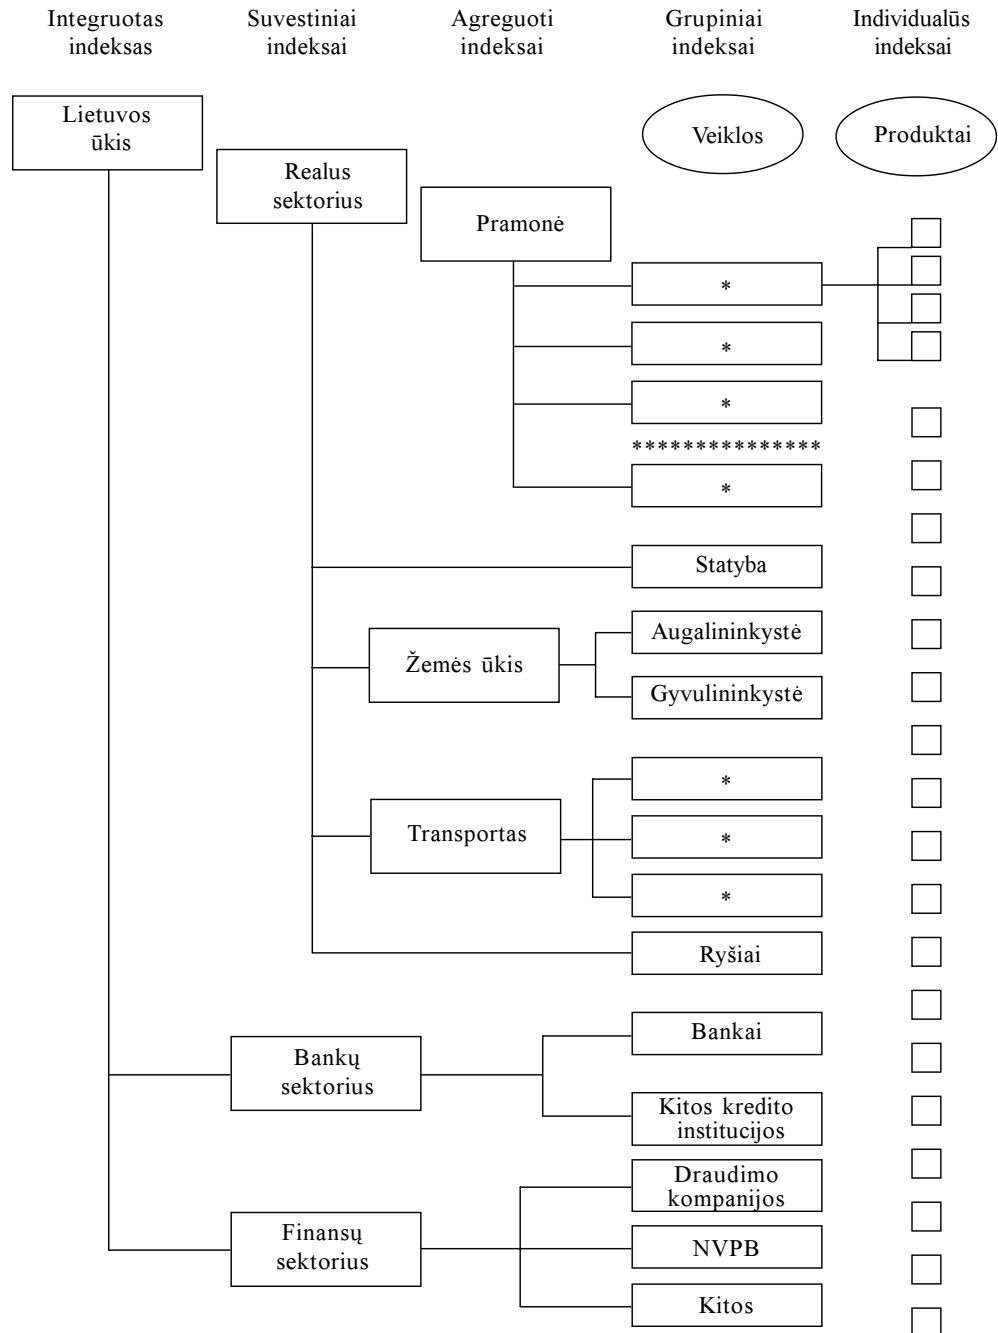 Integruotas
indeksas
Suvestiniai
indeksai
Agreguoti
indeksai
Grupiniai
indeksai
Individualūs
indeksai
Lietuvos
ūkis
Realus
sektorius
Pramonė
Veiklos
Produktai
*
*
*
***************
*
Statyba
Žemės ūkis
Augalininkystė
Gyvulininkystė
Transportas
*
*
*
Ryšiai
Bankų
sektorius
Bankai
Kitos kredito
institucijos
Finansų
sektorius
Draudimo
kompanijos
NVPB
Kitos